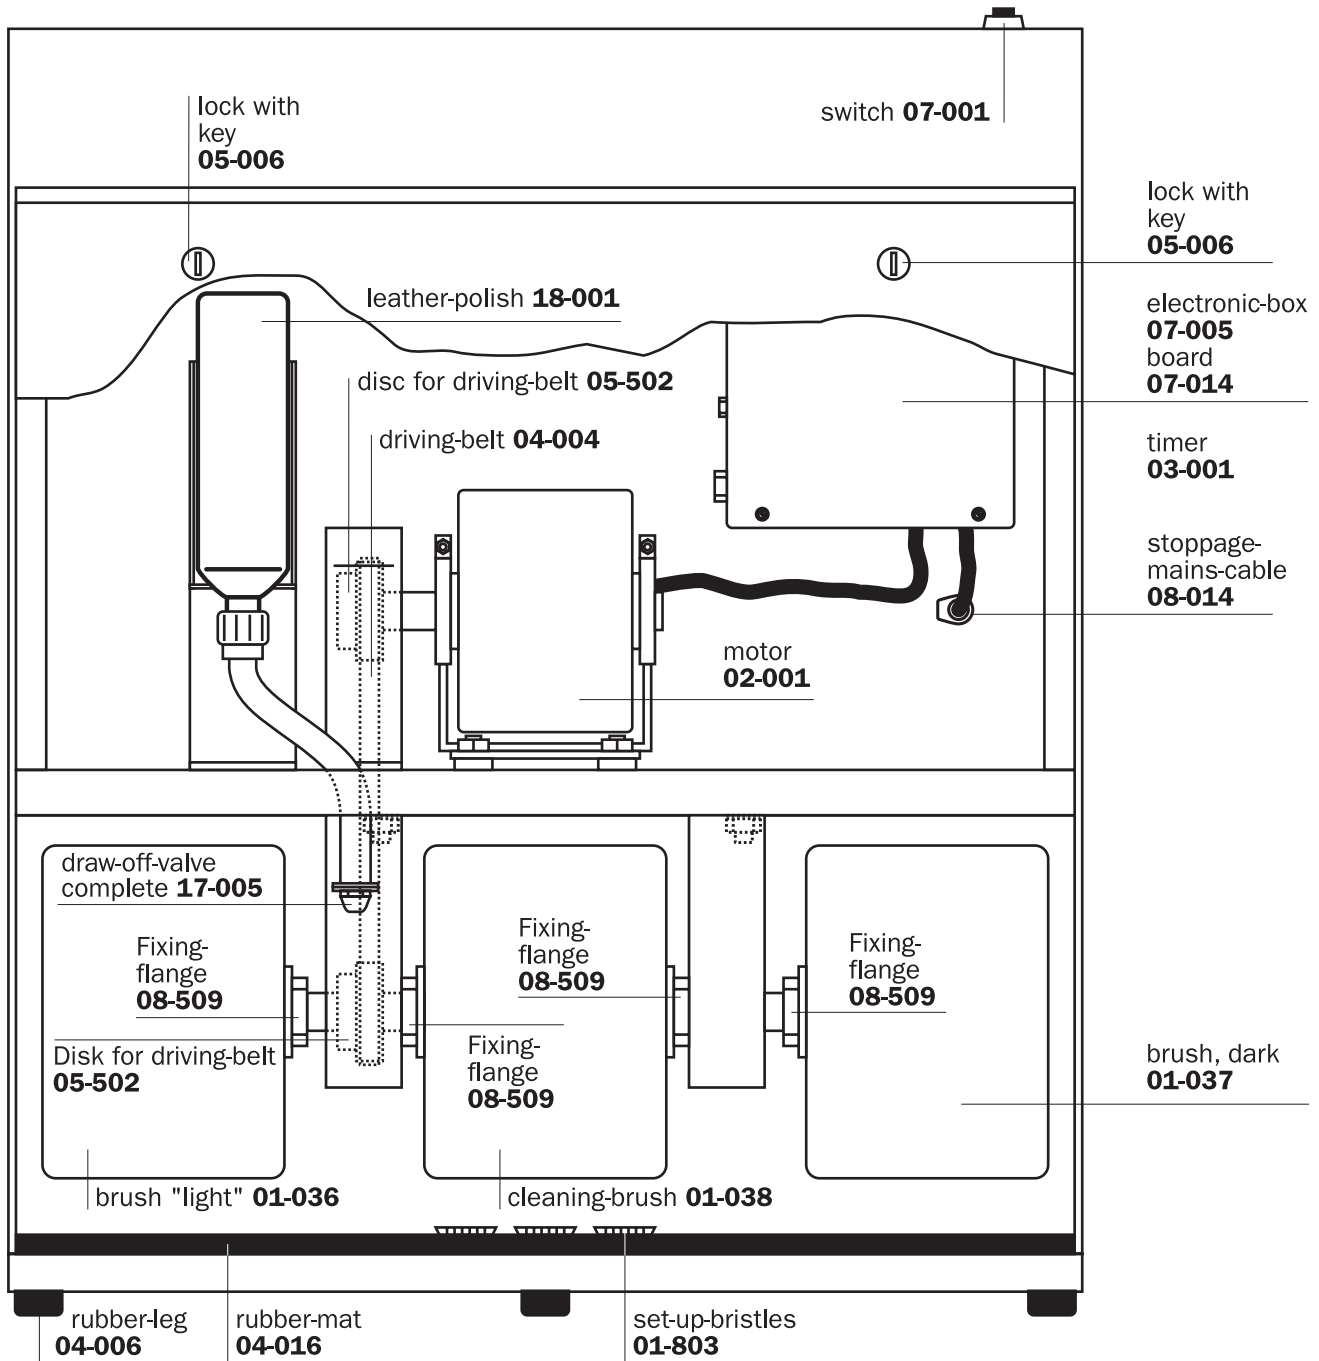 lock with
key
05-006
switch 07-001
lock with
key
05-006
leather-polish 18-001
electronic-box
07-005
board
07-014
disc for driving-belt 05-502
driving-belt 04-004
timer
03-001
stoppage-
mains-cable
08-014
motor
02-001
draw-off-valve
complete 17-005
Fixing-
flange
08-509
Fixing-
flange
08-509
Fixing-
flange
08-509
Disk for driving-belt
05-502
Fixing-
flange
08-509
brush, dark
01-037
brush "light" 01-036
cleaning-brush 01-038
rubber-leg
04-006
rubber-mat
04-016
set-up-bristles
01-803